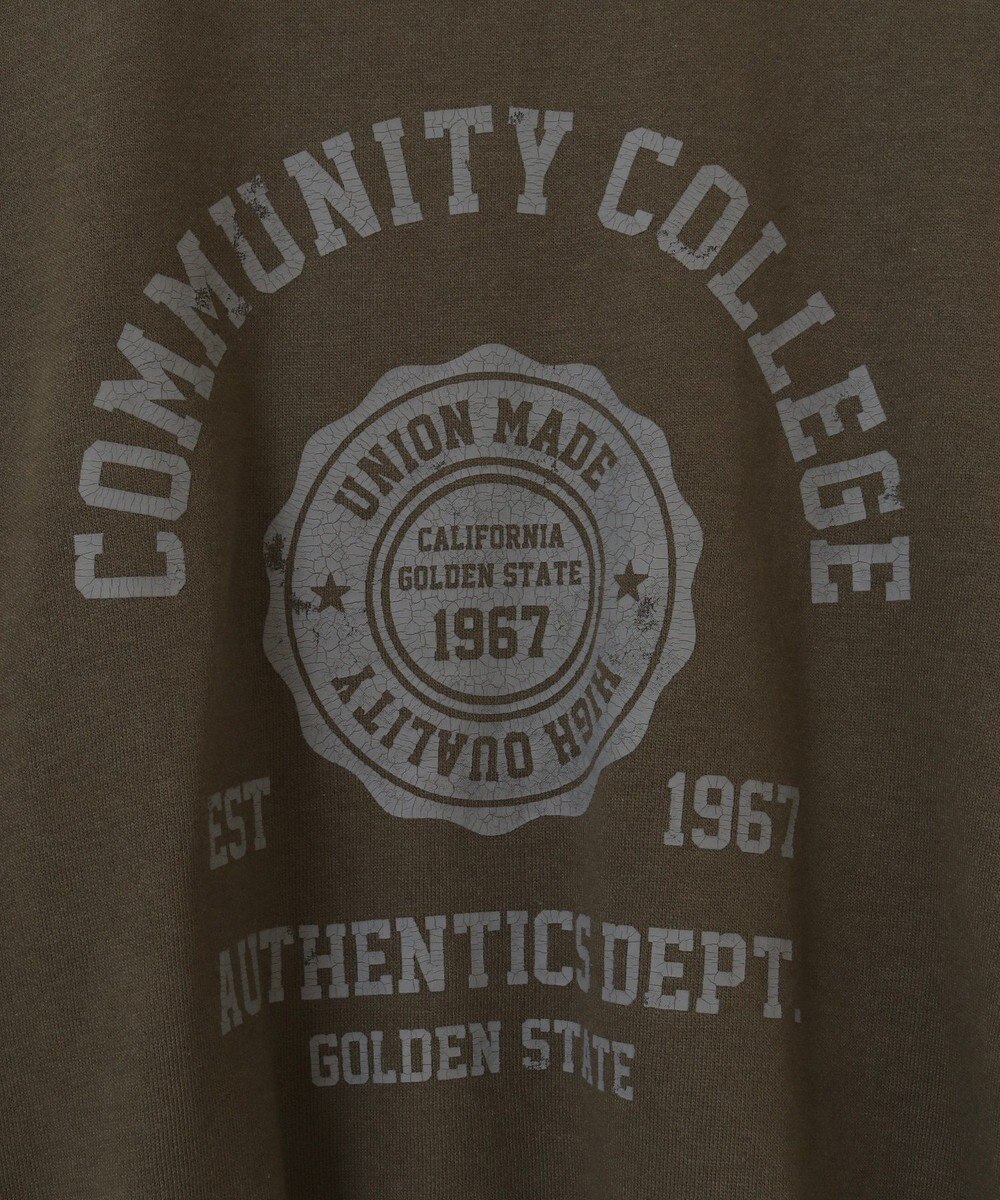 COMMUNITY COLLEGE
UNION MADE
CALIFORNIA
GOLDEN STATE
1967
HIGH QUALITY
EST 1967
AUTHENTICS DEPT.
GOLDEN STATE